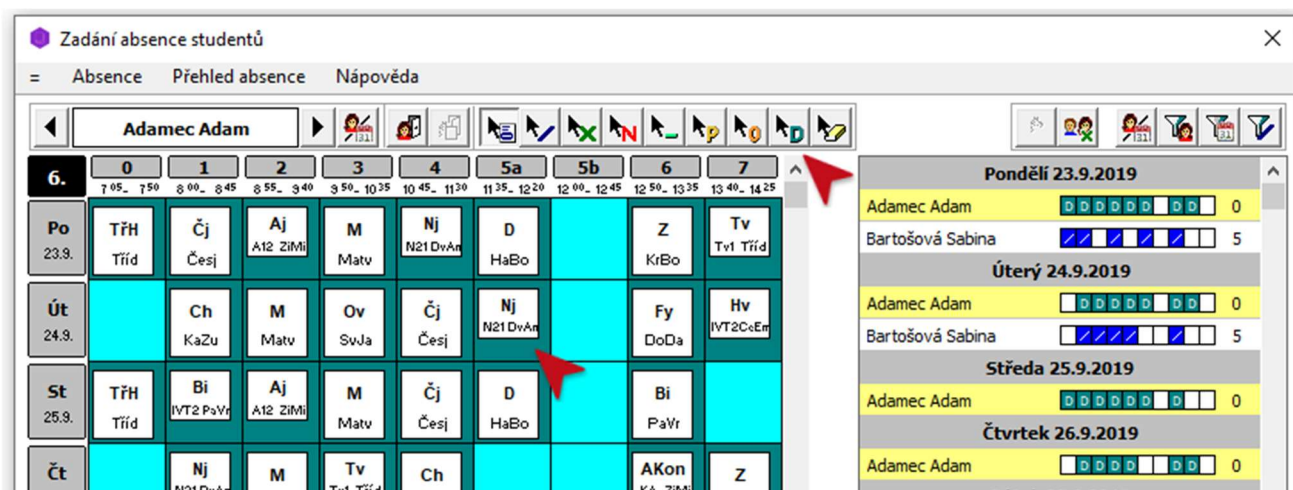 Zadání absence studentů
= Absence Přehled absence Nápověda
Adamec Adam
N P O D
6. 0 1 2 3 4 5a 5b 6 7
7 05- 7 50 8 00- 8 45 8 55- 9 40 9 50- 10 35 10 45- 11 30 11 35- 12 20 12 00- 12 45 12 50- 13 35 13 40- 14 25
Po TřH Čj Aj M Nj D Z Tv
23.9. Tříd Česj A12 ZiMi Matv N21 DvAn HaBo KrBo Tv1 Tříd
Út Ch M Ov Čj Nj Fy Hv
24.9. KaZu Matv SvJa Česj N21 DvAn DoDa IVT2
St TřH Bi Aj M Čj D Bi
25.9. Tříd IVT2 PaVr A12 ZiMi Matv Česj HaBo PaVr
Čt Nj M Tv Ch AKon Z
Pondělí 23.9.2019
Adamec Adam D D D D D D D D 0
Bartošová Sabina 5
Úterý 24.9.2019
Adamec Adam D D D D D D D 0
Bartošová Sabina 5
Středa 25.9.2019
Adamec Adam D D D D D D D 0
Čtvrtek 26.9.2019
Adamec Adam D D D D D D 0